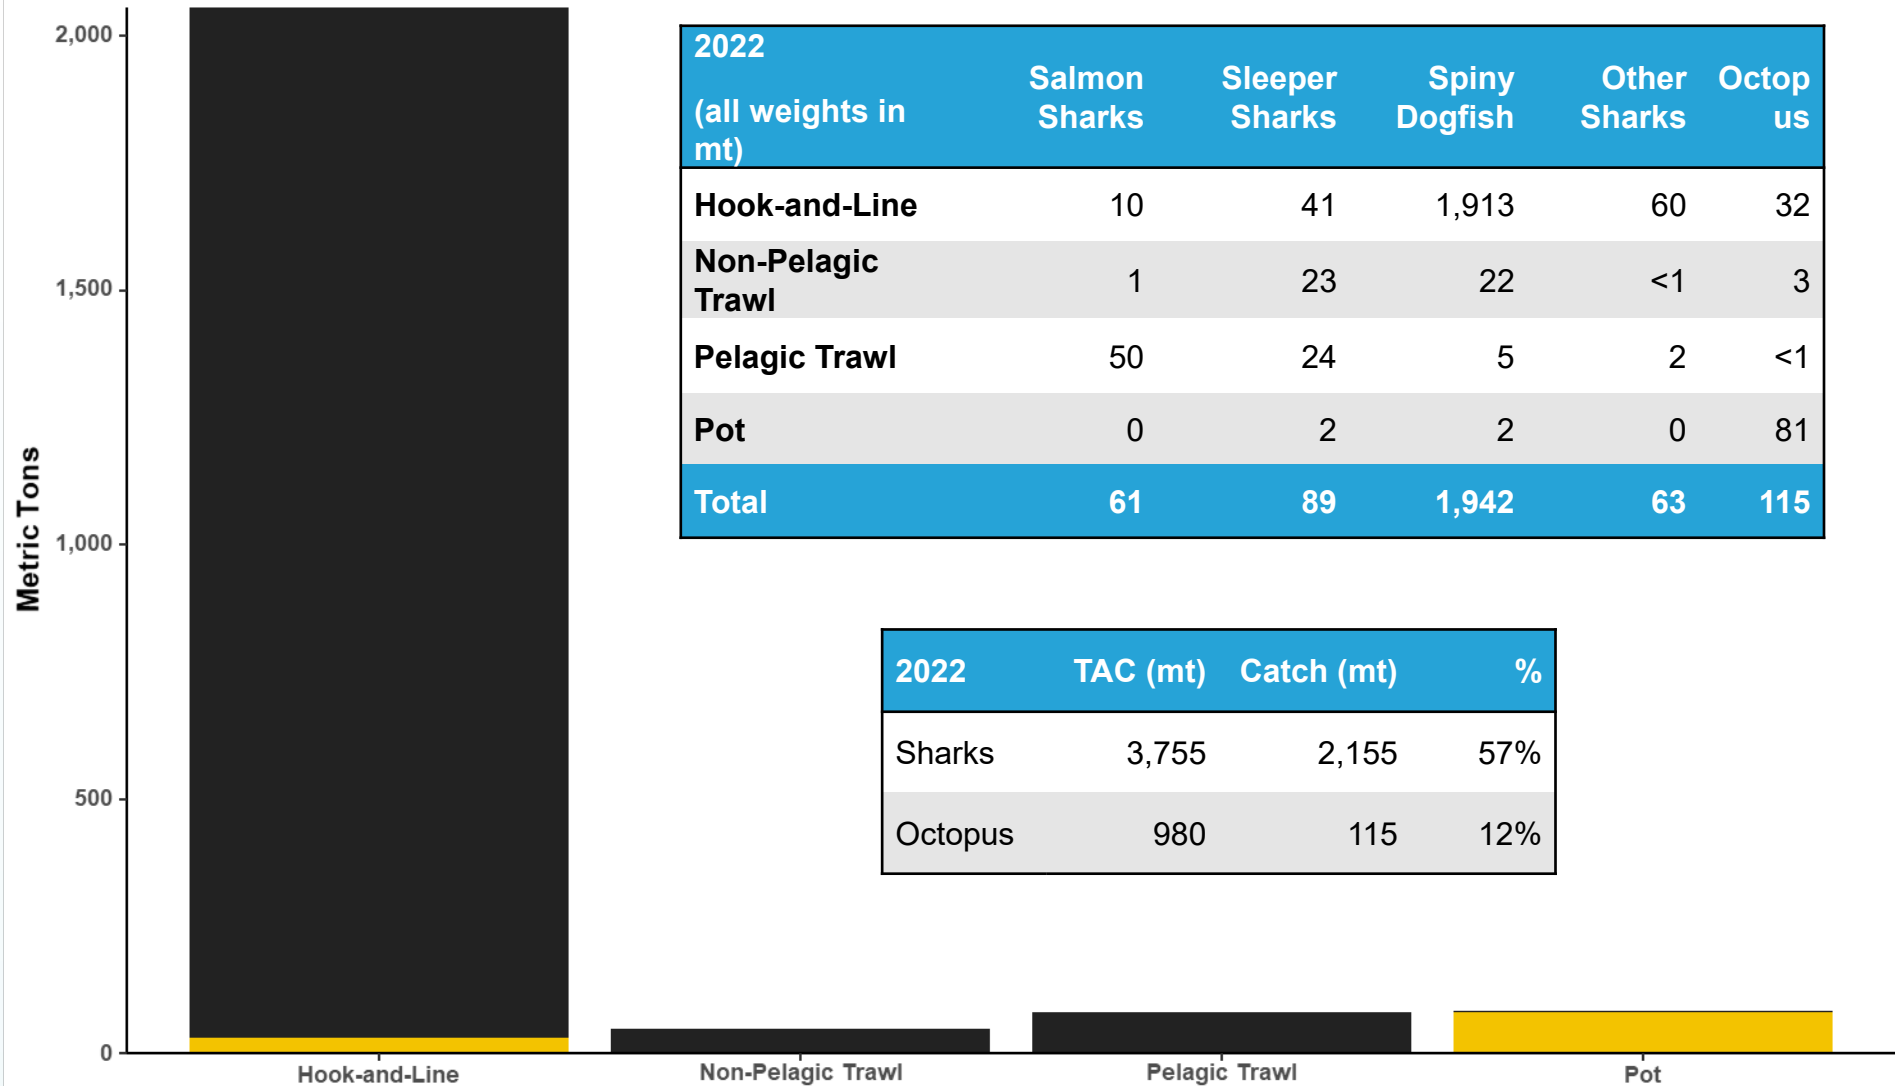 2,000
1,500
1,000
500
0
Metric Tons
Hook-and-Line
Non-Pelagic Trawl
Pelagic Trawl
Pot
2022
(all weights in
mt)
Salmon
Sharks
Sleeper
Sharks
Spiny
Dogfish
Other
Sharks
Octop
us
Hook-and-Line 10 41 1,913 60 32
Non-Pelagic
Trawl
1 23 22 <1 3
Pelagic Trawl 50 24 5 2 <1
Pot 0 2 2 0 81
Total 61 89 1,942 63 115
2022 TAC (mt) Catch (mt) %
Sharks 3,755 2,155 57%
Octopus 980 115 12%